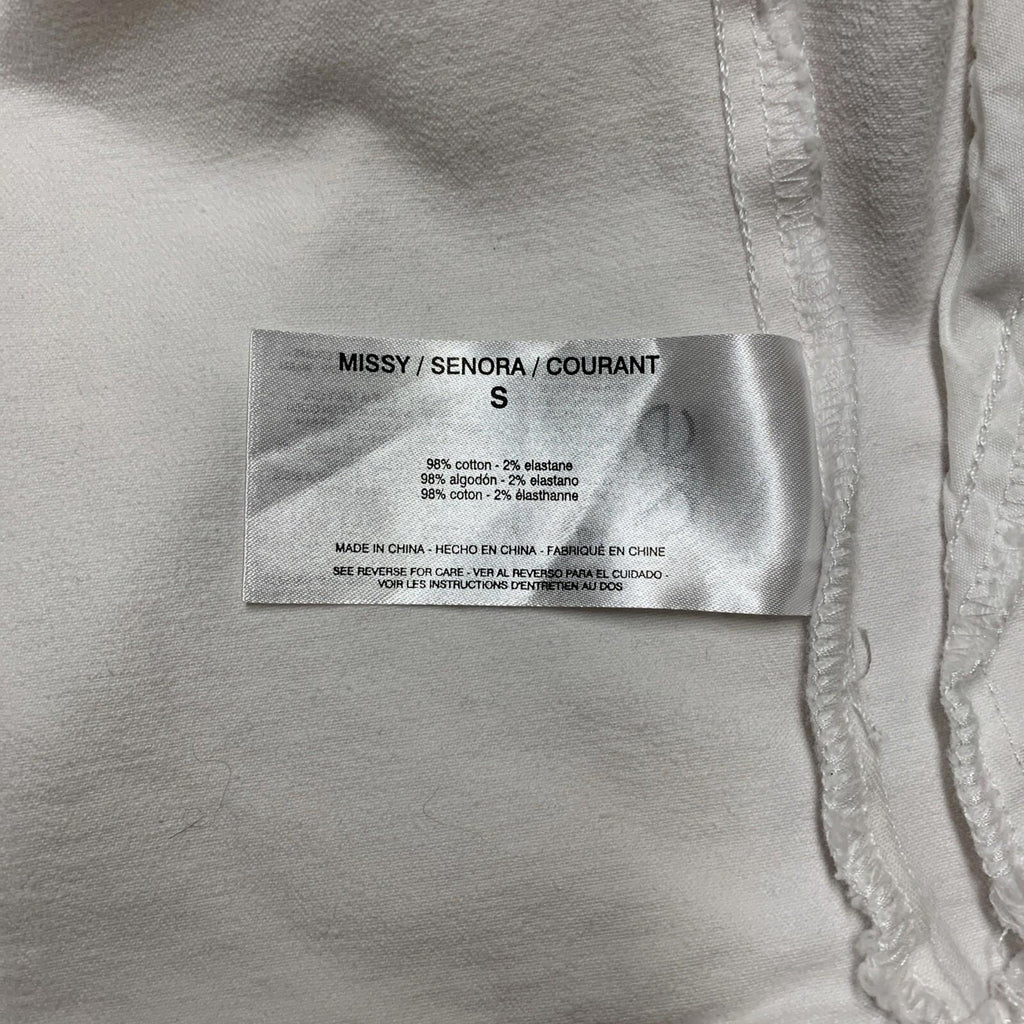 MISSY / SENORA / COURANT
S
98% cotton - 2% elastane
98% algodón - 2% elastano
98% coton - 2% élasthanne
MADE IN CHINA - HECHO EN CHINA - FABRIQUÉ EN CHINE
SEE REVERSE FOR CARE - VER AL REVERSO PARA EL CUIDADO -
VOIR LES INSTRUCTIONS D'ENTRETIEN AU DOS